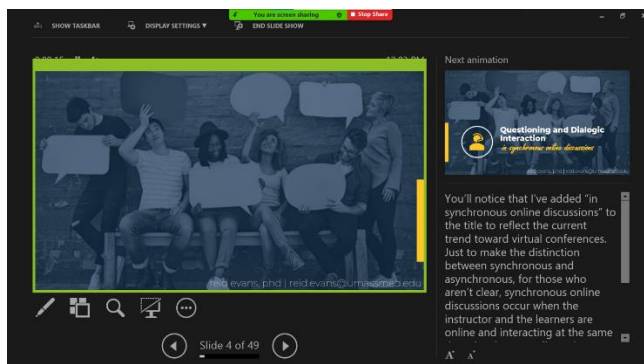 You are screen sharing
Stop Share
SHOW TASKBAR
DISPLAY SETTINGS ▼
END SLIDE SHOW
Next animation
Questioning and Dialogic
Interaction
in synchronous online discussions
reid evans, phd | reid.evans@umassmed.edu
You'll notice that I've added "in
synchronous online discussions" to
the title to reflect the current
trend toward virtual conferences.
Just to make the distinction
between synchronous and
asynchronous, for those who
aren't clear, synchronous online
discussions occur when the
instructor and the learners are
online and interacting at the same
Slide 4 of 49
A A